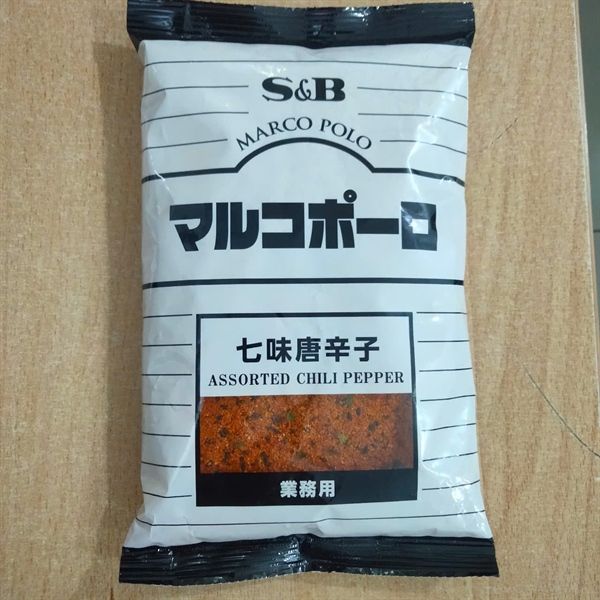 S&B
MARCO POLO
マルコポーロ
七味唐辛子
ASSORTED CHILI PEPPER
業務用